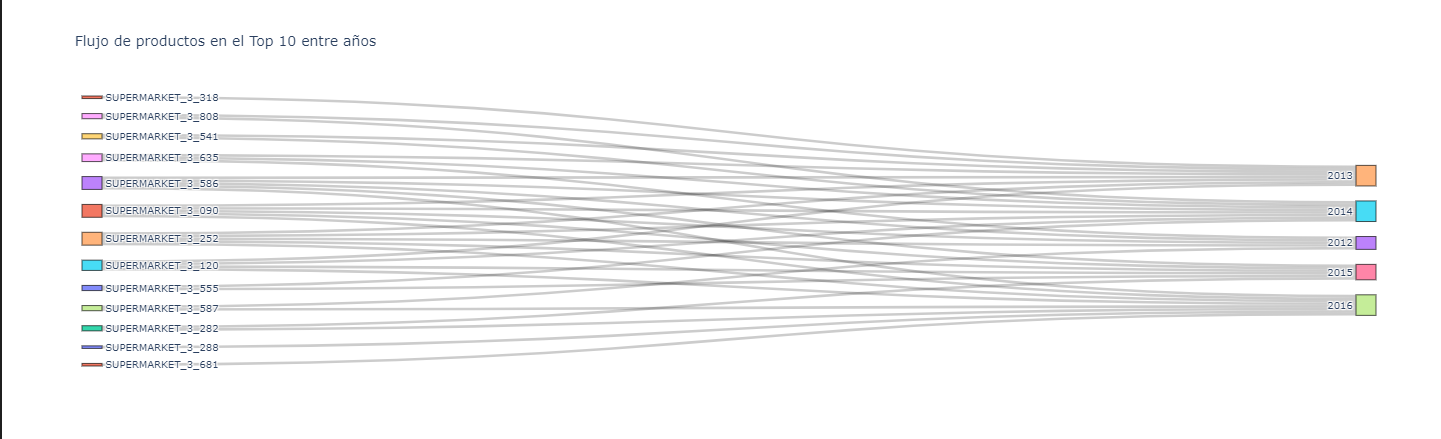 Flujo de productos en el Top 10 entre años
SUPERMARKET_3_318
SUPERMARKET_3_808
SUPERMARKET_3_541
SUPERMARKET_3_635
SUPERMARKET_3_586
SUPERMARKET_3_090
SUPERMARKET_3_252
SUPERMARKET_3_120
SUPERMARKET_3_555
SUPERMARKET_3_587
SUPERMARKET_3_282
SUPERMARKET_3_288
SUPERMARKET_3_681
2013
2014
2012
2015
2016